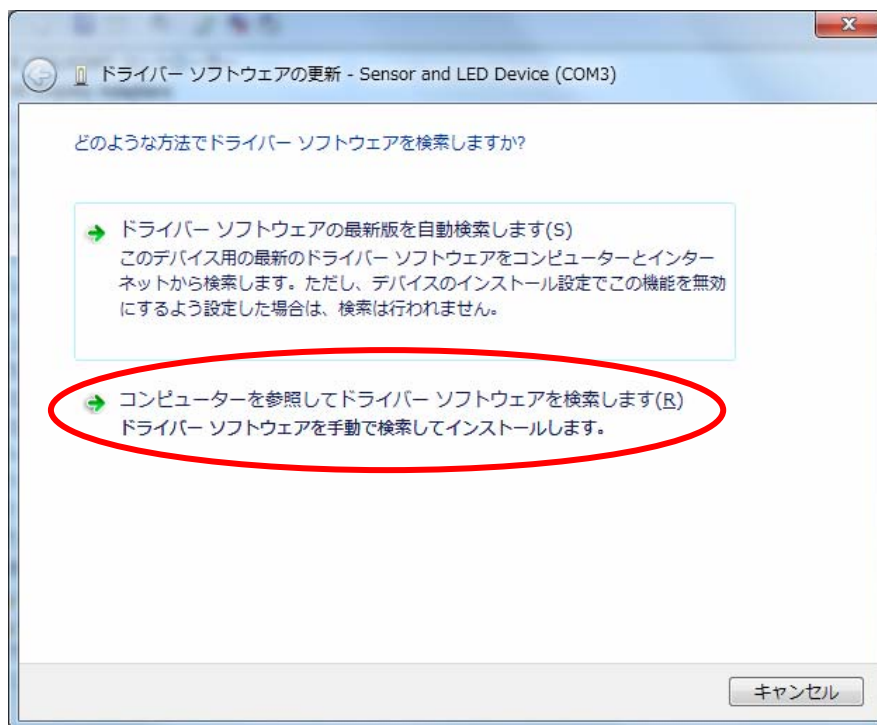 ドライバー ソフトウェアの更新 - Sensor and LED Device (COM3)
どのような方法でドライバー ソフトウェアを検索しますか?
ドライバー ソフトウェアの最新版を自動検索します(S)
このデバイス用の最新のドライバー ソフトウェアをコンピューターとインター
ネットから検索します。ただし、デバイスのインストール設定でこの機能を無効
にするよう設定した場合は、検索は行われません。
コンピューターを参照してドライバー ソフトウェアを検索します(R)
ドライバー ソフトウェアを手動で検索してインストールします。
キャンセル